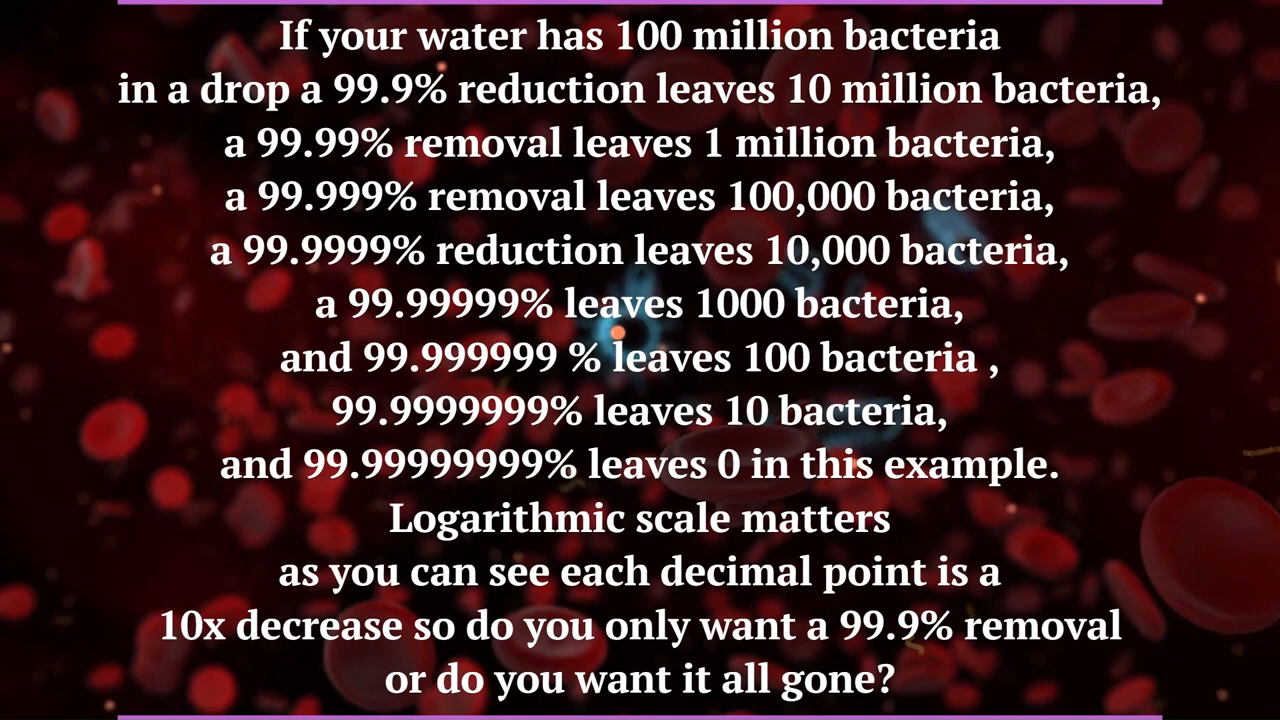 If your water has 100 million bacteria
in a drop a 99.9% reduction leaves 10 million bacteria,
a 99.99% removal leaves 1 million bacteria,
a 99.999% removal leaves 100,000 bacteria,
a 99.9999% reduction leaves 10,000 bacteria,
a 99.99999% leaves 1000 bacteria,
and 99.999999 % leaves 100 bacteria ,
99.9999999% leaves 10 bacteria,
and 99.99999999% leaves 0 in this example.
Logarithmic scale matters
as you can see each decimal point is a
10x decrease so do you only want a 99.9% removal
or do you want it all gone?